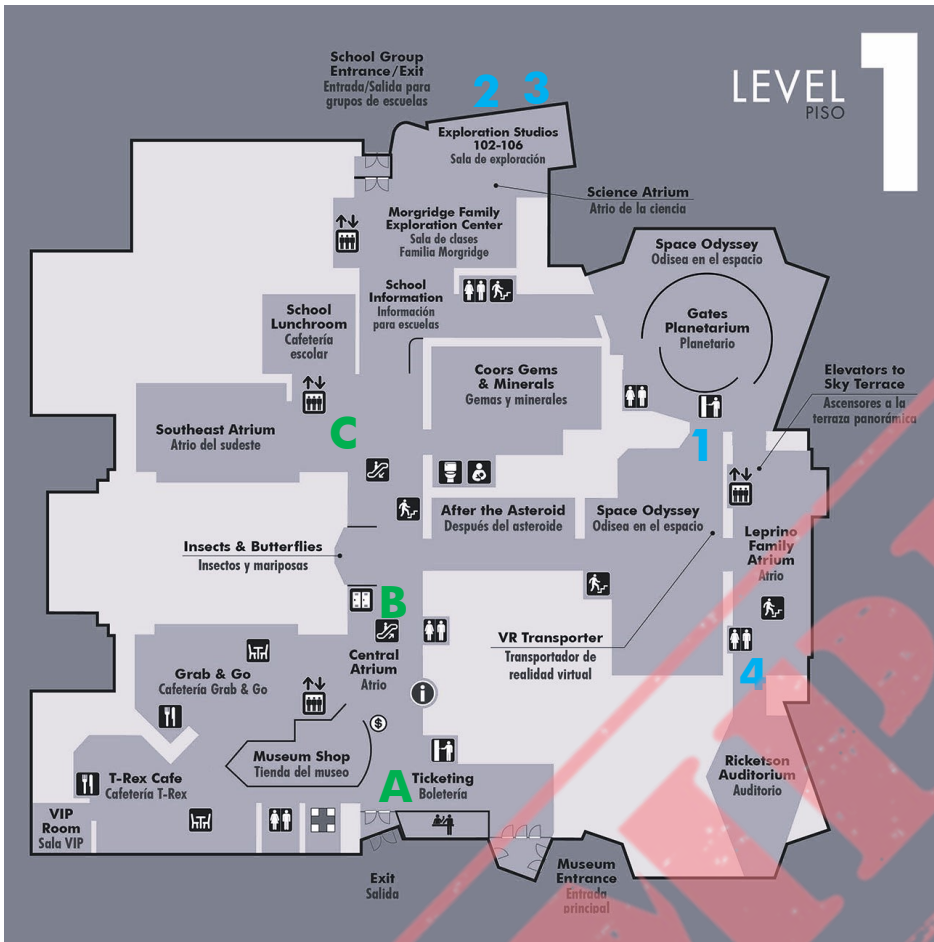 LEVEL 1
PISO
School Group
Entrance/Exit
Entrada/Salida para
grupos de escuelas
2
3
Exploration Studios
102-106
Sala de exploración
Science Atrium
Atrio de la ciencia
Morgridge Family
Exploration Center
Sala de clases
Familia Morgridge
Space Odyssey
Odisea en el espacio
School
Information
Información
para escuelas
School
Lunchroom
Cafetería
escolar
Gates
Planetarium
Planetario
Coors Gems
& Minerals
Gemas y minerales
Elevators to
Sky Terrace
Ascensores a la
terraza panorámica
Southeast Atrium
Atrio del sudeste
C
1
After the Asteroid
Después del asteroide
Space Odyssey
Odisea en el espacio
Leprino
Family
Atrium
Atrio
Insects & Butterflies
Insectos y mariposas
B
VR Transporter
Transportador de
realidad virtual
Central
Atrium
Atrio
Grab & Go
Cafetería Grab & Go
4
i
$
Museum Shop
Tienda del museo
T-Rex Cafe
Cafetería T-Rex
A
Ticketing
Boletería
Ricketson
Auditorium
Auditorio
VIP
Room
Sala VIP
Exit
Salida
Museum
Entrance
Entrada
principal